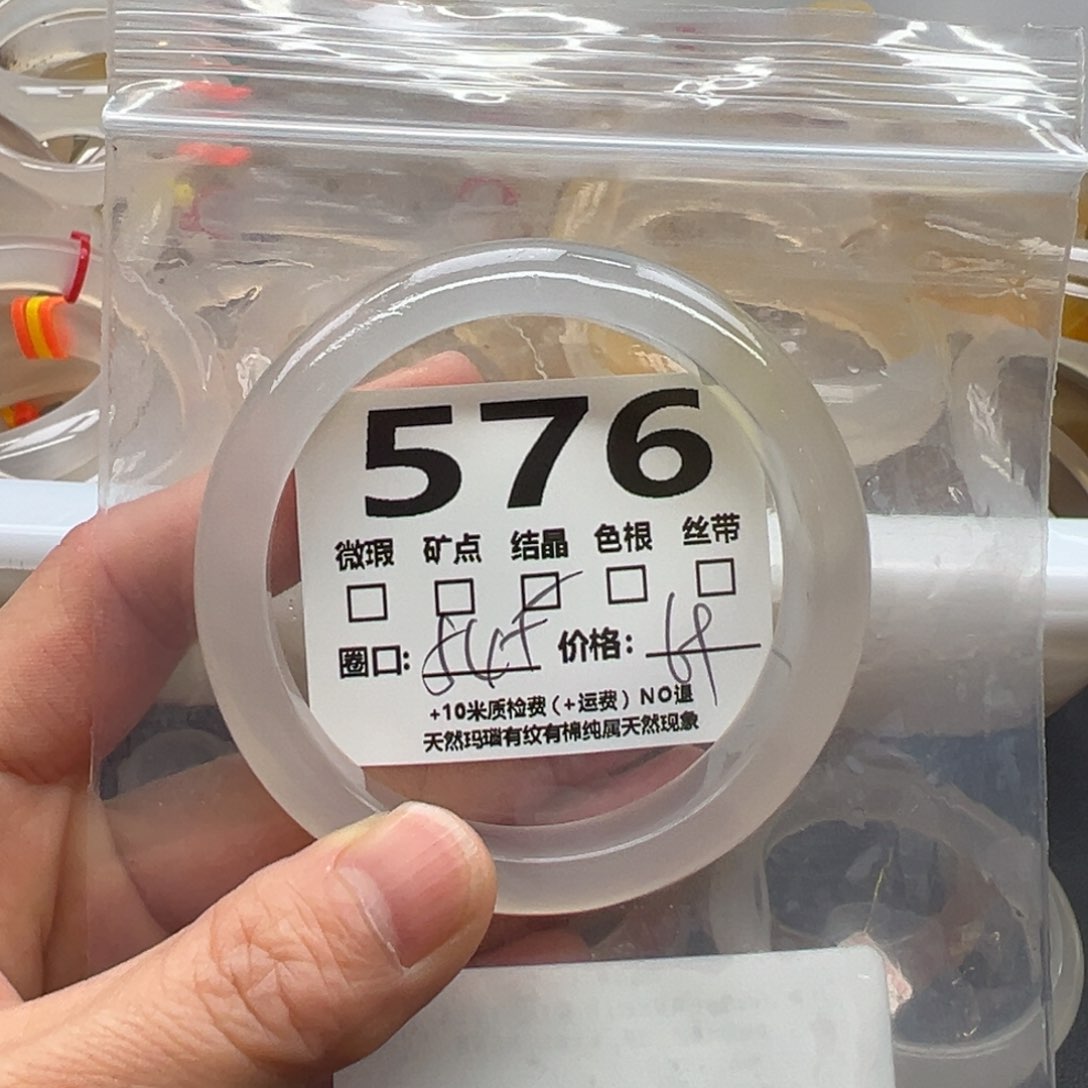 576
微瑕 矿点 结晶 色根 丝带
圈口: 价格: 68
+10米质检费(+运费) NO退
天然玛瑙有纹有棉纯属天然现象